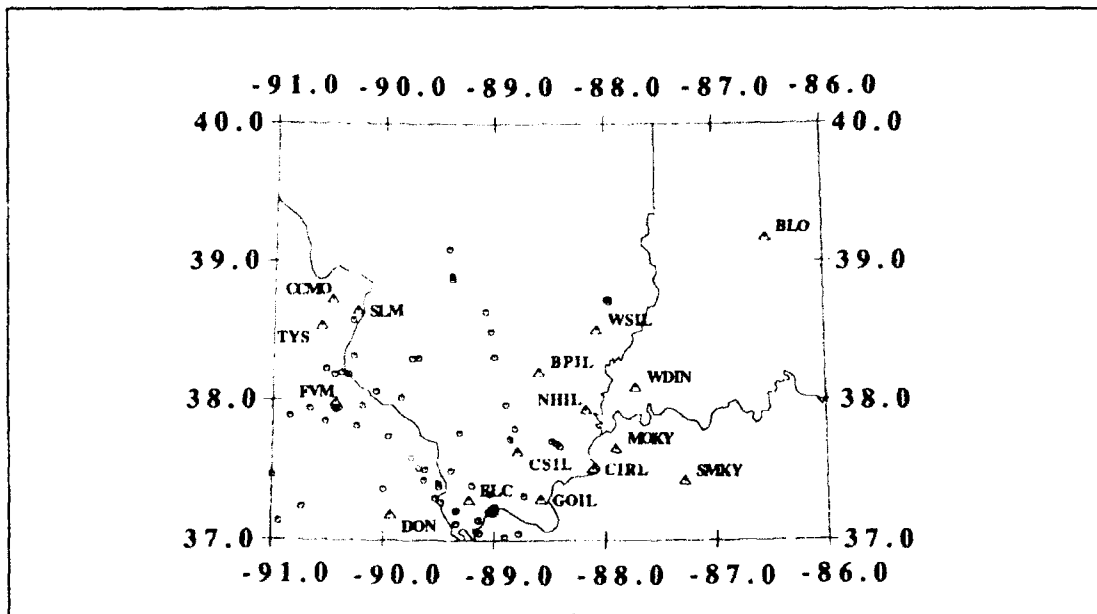 -91.0 -90.0 -89.0 -88.0 -87.0 -86.0
40.0 40.0
BLO
39.0 39.0
CCMO
SLM
WSIL
TYS
BPIL
WDIN
FVM
38.0 38.0
NHIL
MOKY
CSIL CIRL
SMKY
ELC GOIL
DON
37.0 37.0
-91.0 -90.0 -89.0 -88.0 -87.0 -86.0